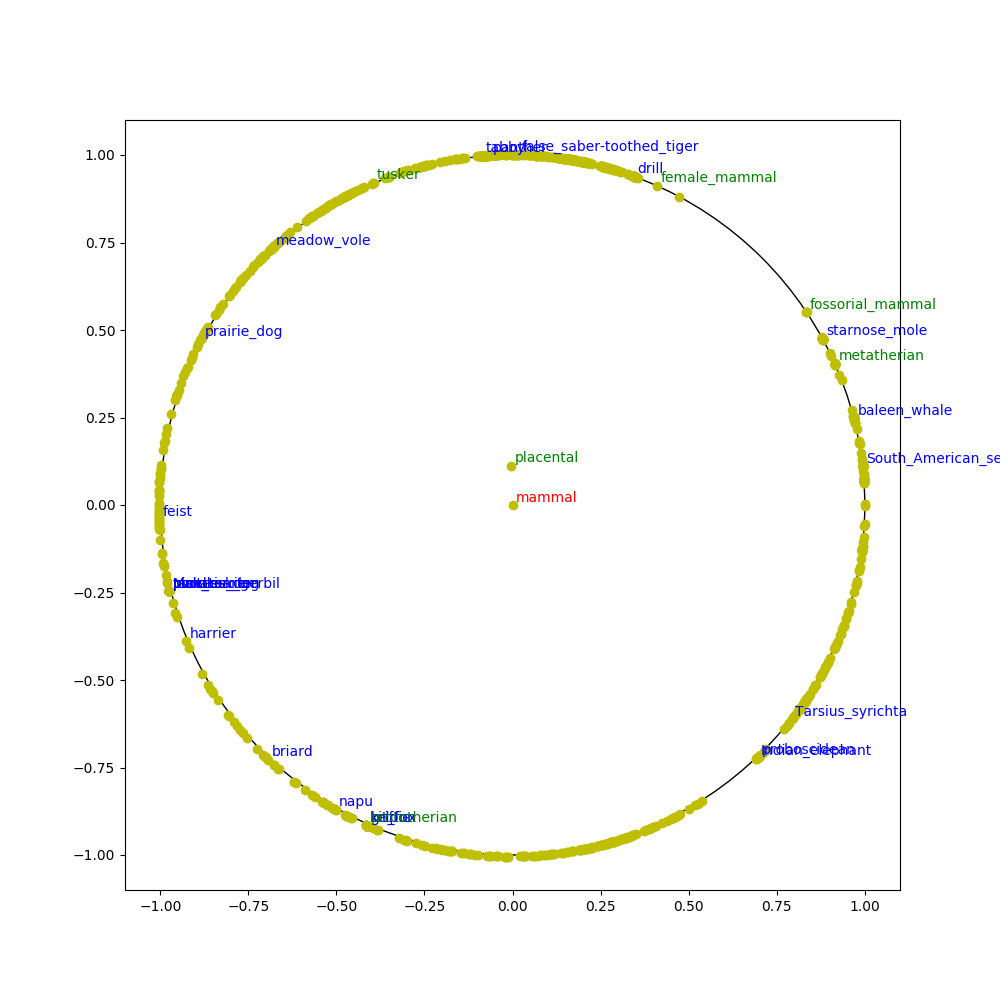 false_saber-toothed_tiger
drill
female_mammal
tusker
meadow_vole
fossorial_mammal
starnose_mole
prairie_dog
metatherian
baleen_whale
South_American_se
placental
mammal
feist
harrier
Tarsius_syrichta
briard
napu
1.00
0.75
0.50
0.25
0.00
−0.25
−0.50
−0.75
−1.00
−1.00
−0.75
−0.50
−0.25
0.00
0.25
0.50
0.75
1.00